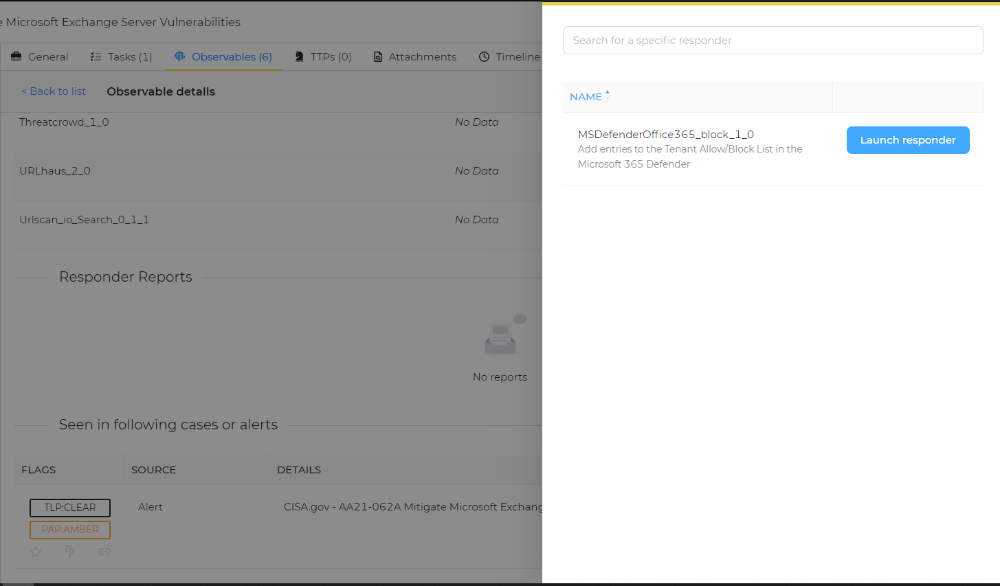 Microsoft Exchange Server Vulnerabilities
General
Tasks (1)
Observables (6)
TTPs (0)
Attachments
Timeline
< Back to list
Observable details
Threatcrowd_1_0
No Data
URLhaus_2_0
No Data
Urlscan_io_Search_0_1_1
No Data
Responder Reports
No reports
Seen in following cases or alerts
FLAGS
SOURCE
DETAILS
TLP:CLEAR
Alert
CISA.gov - AA21-062A Mitigate Microsoft Exchang
PAP:AMBER
Search for a specific responder
NAME
MSDefenderOffice365_block_1_0
Launch responder
Add entries to the Tenant Allow/Block List in the
Microsoft 365 Defender